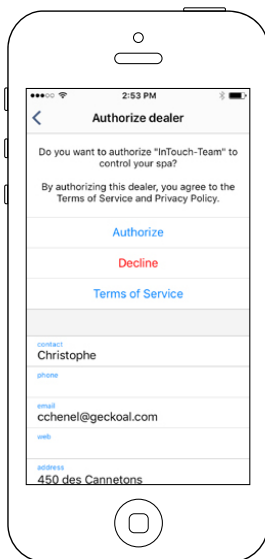 2:53 PM
Authorize dealer
Do you want to authorize "InTouch-Team" to
control your spa?
By authorizing this dealer, you agree to the
Terms of Service and Privacy Policy.
Authorize
Decline
Terms of Service
contact
Christophe
phone
email
cchenel@geckoal.com
web
address
450 des Cannetons